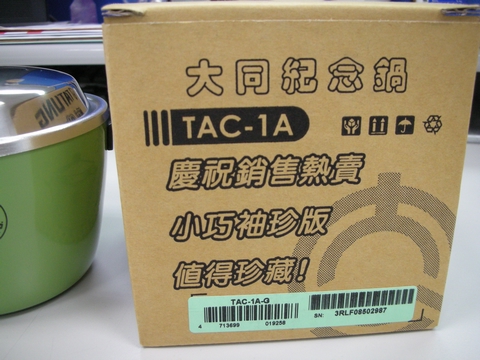 大同紀念鍋
TAC-1A
慶祝銷售熱賣
小巧袖珍版
值得珍藏!
TAC-1A-G
4 713699 019258
SN: 3RLF08502987